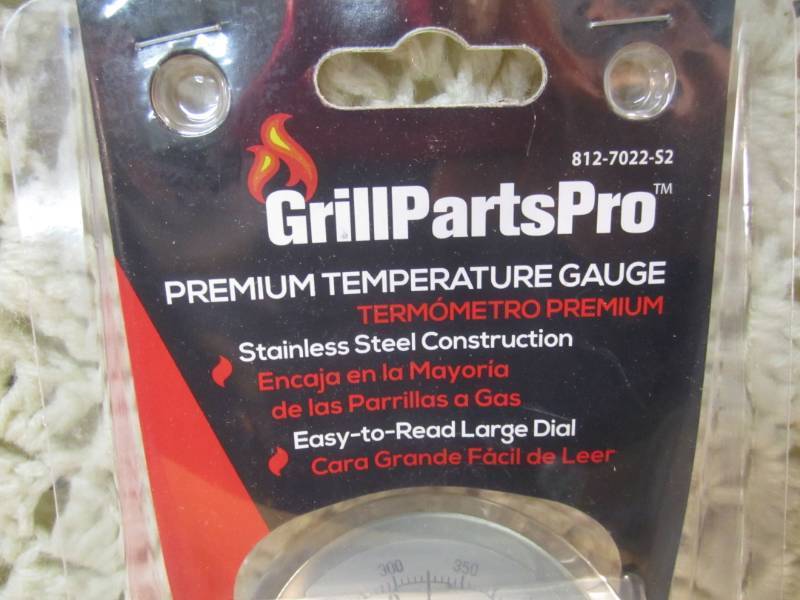 812-7022-S2
GrillPartsPro™
PREMIUM TEMPERATURE GAUGE
TERMÓMETRO PREMIUM
Stainless Steel Construction
Encaja en la Mayoría
de las Parrillas a Gas
Easy-to-Read Large Dial
Cara Grande Fácil de Leer
300 350